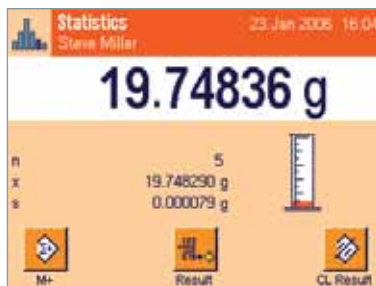 Statistics 23 Jan 2006 16:04
Steve Miller
19.74836 g
n 5
x 19.748290 g
s 0.000079 g
M+ Result CL Result